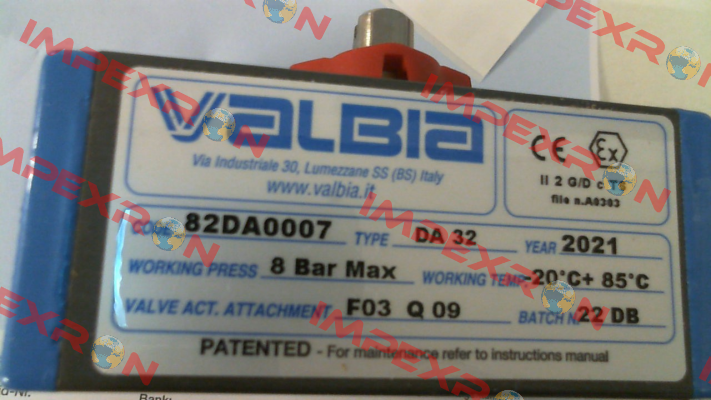 VALBIA
Via Industriale 30, Lumezzane SS (BS) Italy
www.valbia.it
CE Ex
II 2 G/D c
file n.A0303
CODE 82DA0007 TYPE DA 32 YEAR 2021
WORKING PRESS 8 Bar Max WORKING TEMP -20°C+ 85°C
VALVE ACT. ATTACHMENT F03 Q 09 BATCH N. 22 DB
PATENTED - For maintenance refer to instructions manual
Bank:
IMPEXRON